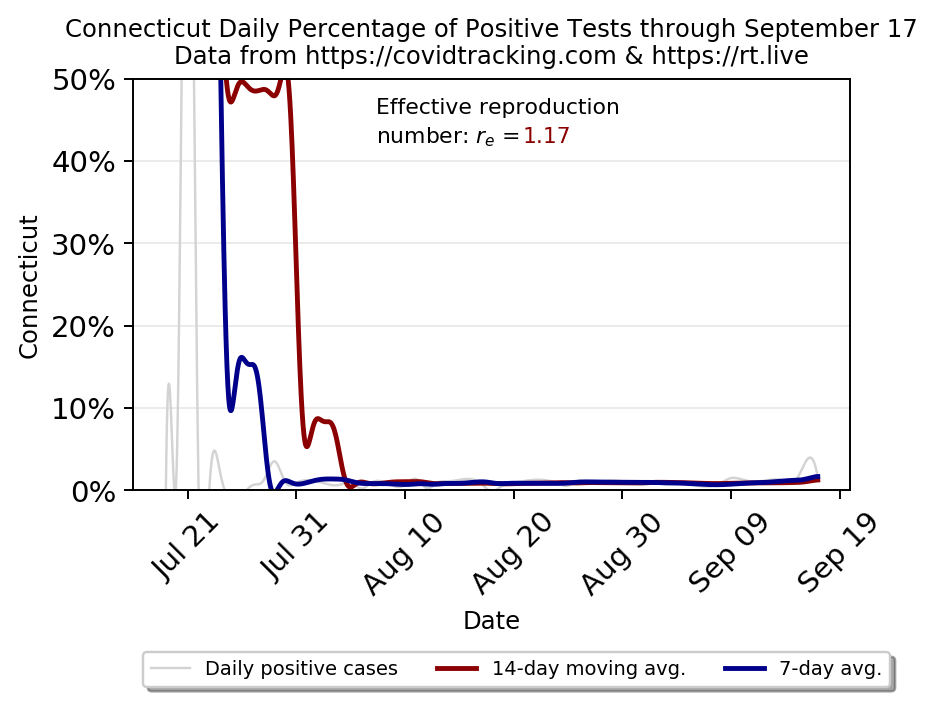 Connecticut Daily Percentage of Positive Tests through September 17
Data from https://covidtracking.com & https://rt.live
50%
40%
30%
20%
10%
0%
Connecticut
Effective reproduction
number: rₑ =1.17
Jul 21
Jul 31
Aug 10
Aug 20
Aug 30
Sep 09
Sep 19
Date
Daily positive cases
14-day moving avg.
7-day avg.